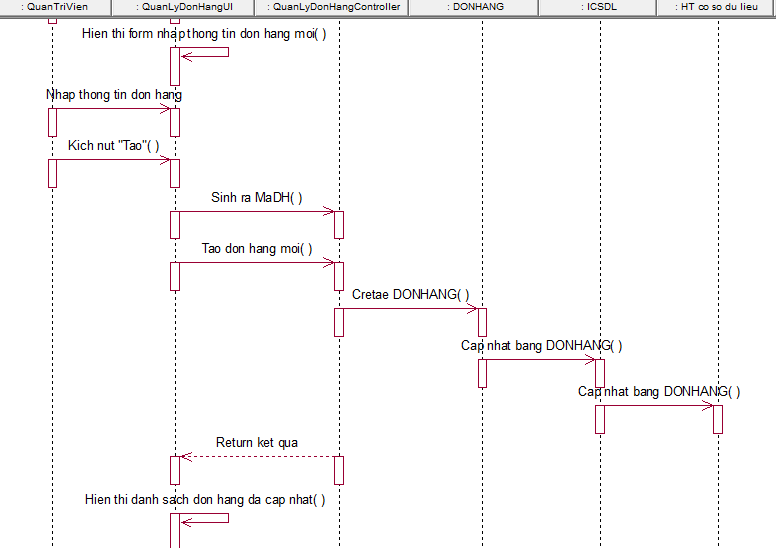 : QuanTriVien
: QuanLyDonHangUI
: QuanLyDonHangController
: DONHANG
: ICSDL
: HT co so du lieu
Hien thi form nhap thong tin don hang moi( )
Nhap thong tin don hang
Kich nut "Tao"( )
Sinh ra MaDH( )
Tao don hang moi( )
Cretae DONHANG( )
Cap nhat bang DONHANG( )
Cap nhat bang DONHANG( )
Return ket qua
Hien thi danh sach don hang da cap nhat( )